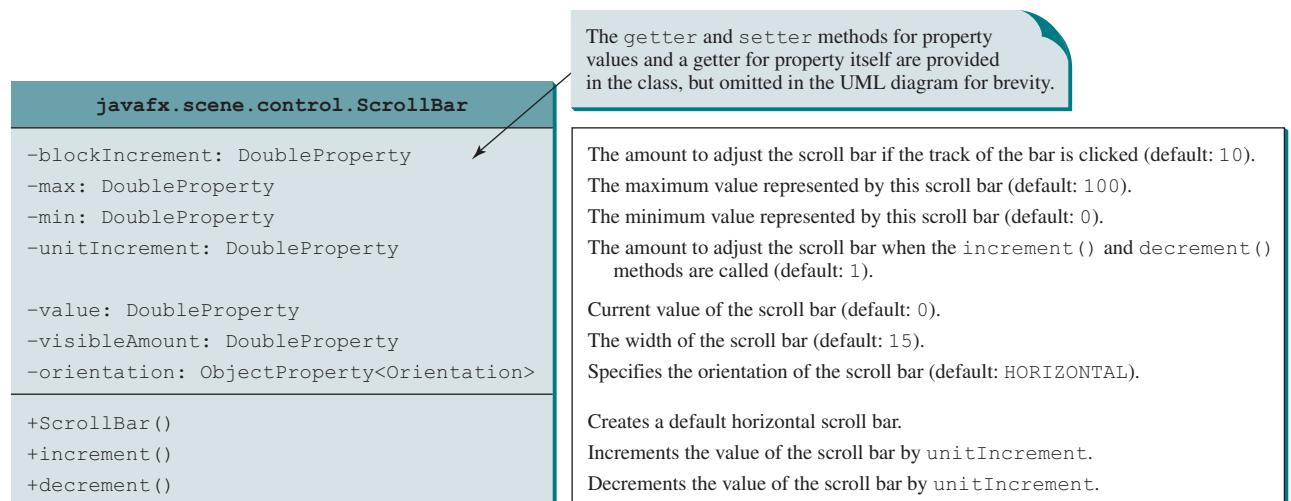 The getter and setter methods for property
values and a getter for property itself are provided
in the class, but omitted in the UML diagram for brevity.
javafx.scene.control.ScrollBar
-blockIncrement: DoubleProperty
The amount to adjust the scroll bar if the track of the bar is clicked (default: 10).
-max: DoubleProperty
The maximum value represented by this scroll bar (default: 100).
-min: DoubleProperty
The minimum value represented by this scroll bar (default: 0).
-unitIncrement: DoubleProperty
The amount to adjust the scroll bar when the increment() and decrement()
methods are called (default: 1).
-value: DoubleProperty
Current value of the scroll bar (default: 0).
-visibleAmount: DoubleProperty
The width of the scroll bar (default: 15).
-orientation: ObjectProperty<Orientation>
Specifies the orientation of the scroll bar (default: HORIZONTAL).
+ScrollBar()
Creates a default horizontal scroll bar.
+increment()
Increments the value of the scroll bar by unitIncrement.
+decrement()
Decrements the value of the scroll bar by unitIncrement.